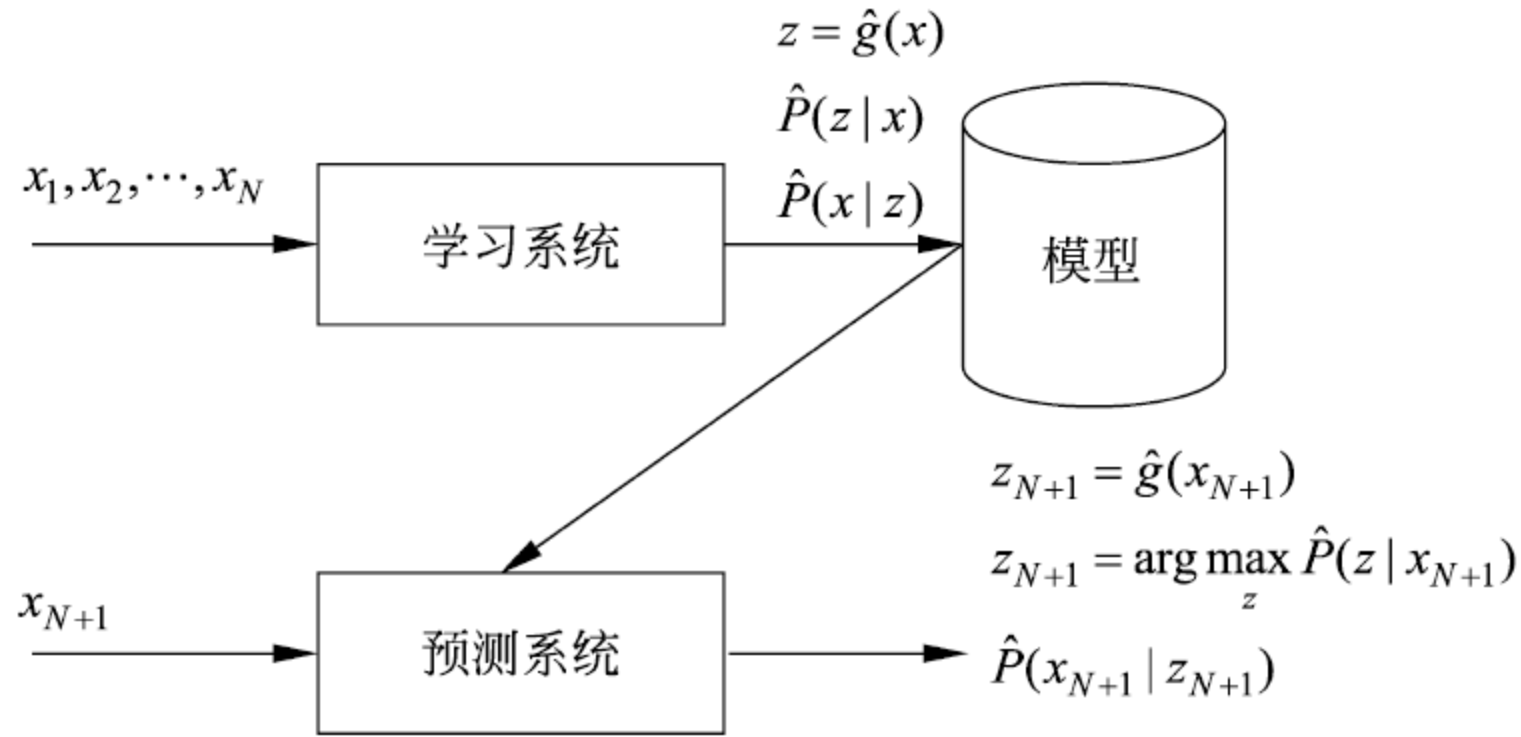 z = ĝ(x)
P̂(z | x)
P̂(x | z)
x₁, x₂, ⋯, x_N
学习系统
模型
z_{N+1} = ĝ(x_{N+1})
z_{N+1} = arg max_z P̂(z | x_{N+1})
x_{N+1}
预测系统
P̂(x_{N+1} | z_{N+1})